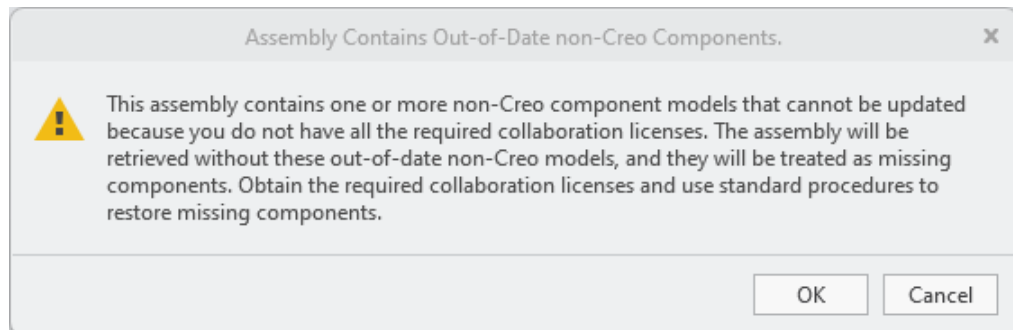 Assembly Contains Out-of-Date non-Creo Components.
This assembly contains one or more non-Creo component models that cannot be updated
because you do not have all the required collaboration licenses. The assembly will be
retrieved without these out-of-date non-Creo models, and they will be treated as missing
components. Obtain the required collaboration licenses and use standard procedures to
restore missing components.
OK
Cancel